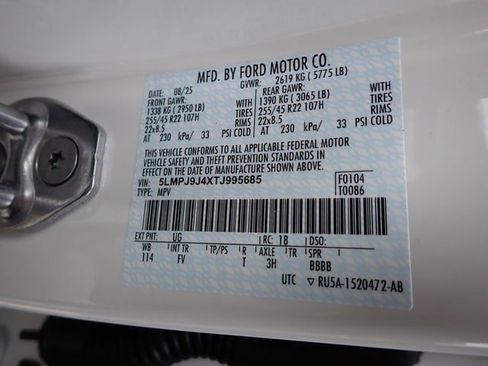 MFD. BY FORD MOTOR CO.
DATE: 08/25 GVWR: 2619 KG ( 5775 LB)
FRONT GAWR: REAR GAWR:
1338 KG ( 2950 LB) WITH 1390 KG ( 3065 LB) WITH
255/45 R22 107H TIRES 255/45 R22 107H TIRES
22x8.5 RIMS 22x8.5 RIMS
AT 230 kPa/ 33 PSI COLD AT 230 kPa/ 33 PSI COLD
THIS VEHICLE CONFORMS TO ALL APPLICABLE FEDERAL MOTOR
VEHICLE SAFETY AND THEFT PREVENTION STANDARDS IN
EFFECT ON THE DATE OF MANUFACTURE SHOWN ABOVE.
VIN: 5LMPJ9J4XTJ995685 F0104
TYPE: MPV T0086
EXT PNT: UG RC: 18 DSO:
WB INT TR TP/PS R AXLE TR SPR
114 FV T 3H BBBB
UTC ▽ RU5A-1520472-AB